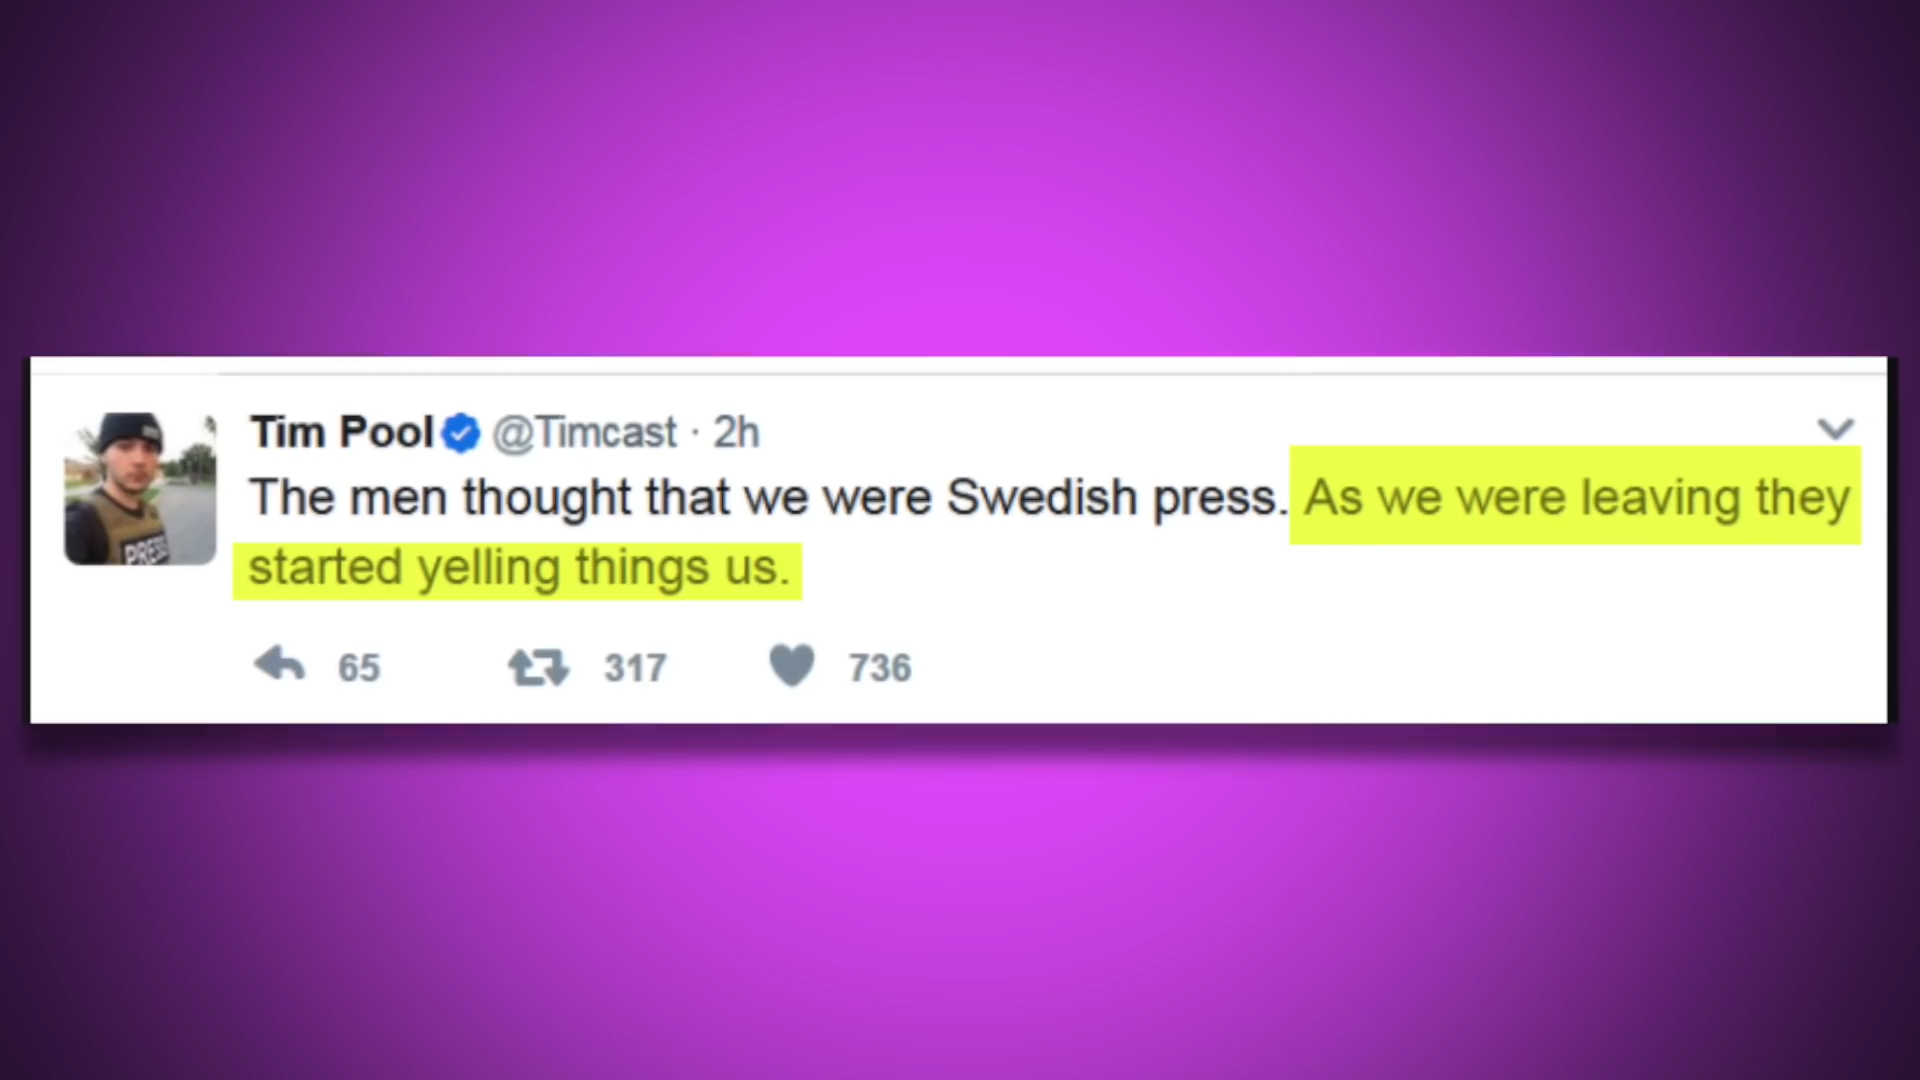 Tim Pool @Timcast · 2h
The men thought that we were Swedish press. As we were leaving they
started yelling things us.
65 317 736
PRESS